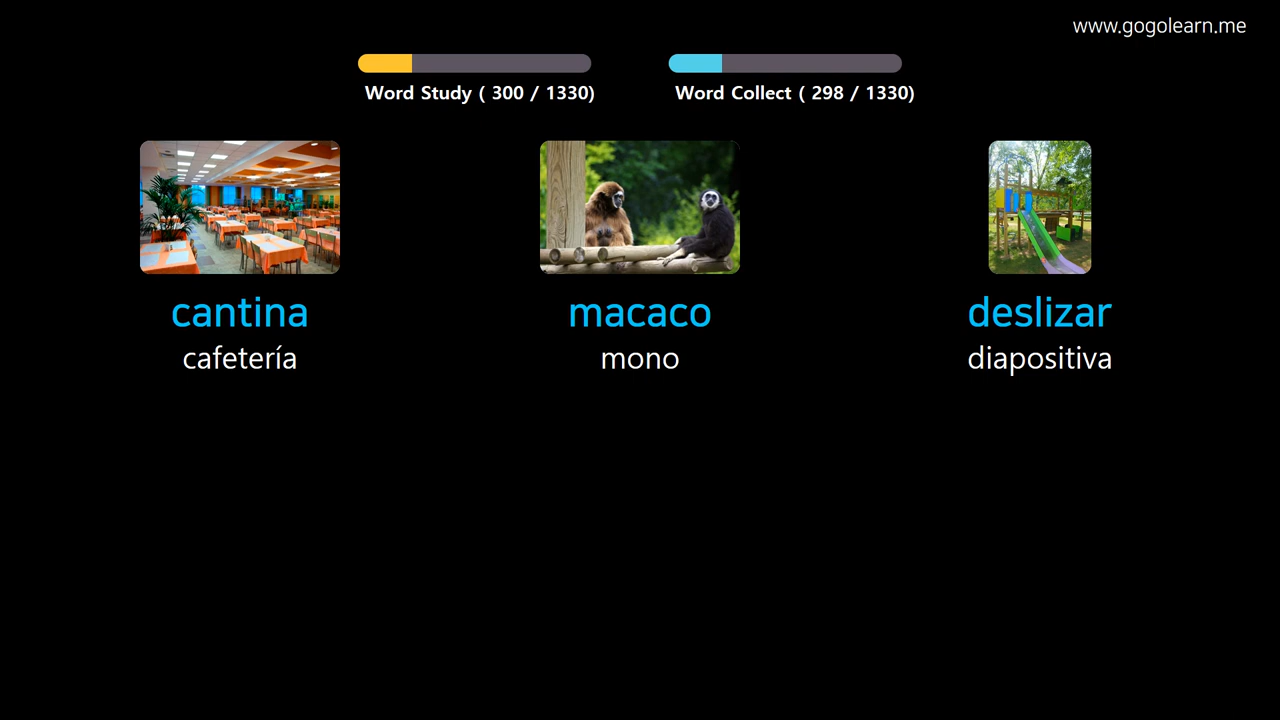 www.gogolearn.me
Word Study ( 300 / 1330)
Word Collect ( 298 / 1330)
cantina
cafetería
macaco
mono
deslizar
diapositiva